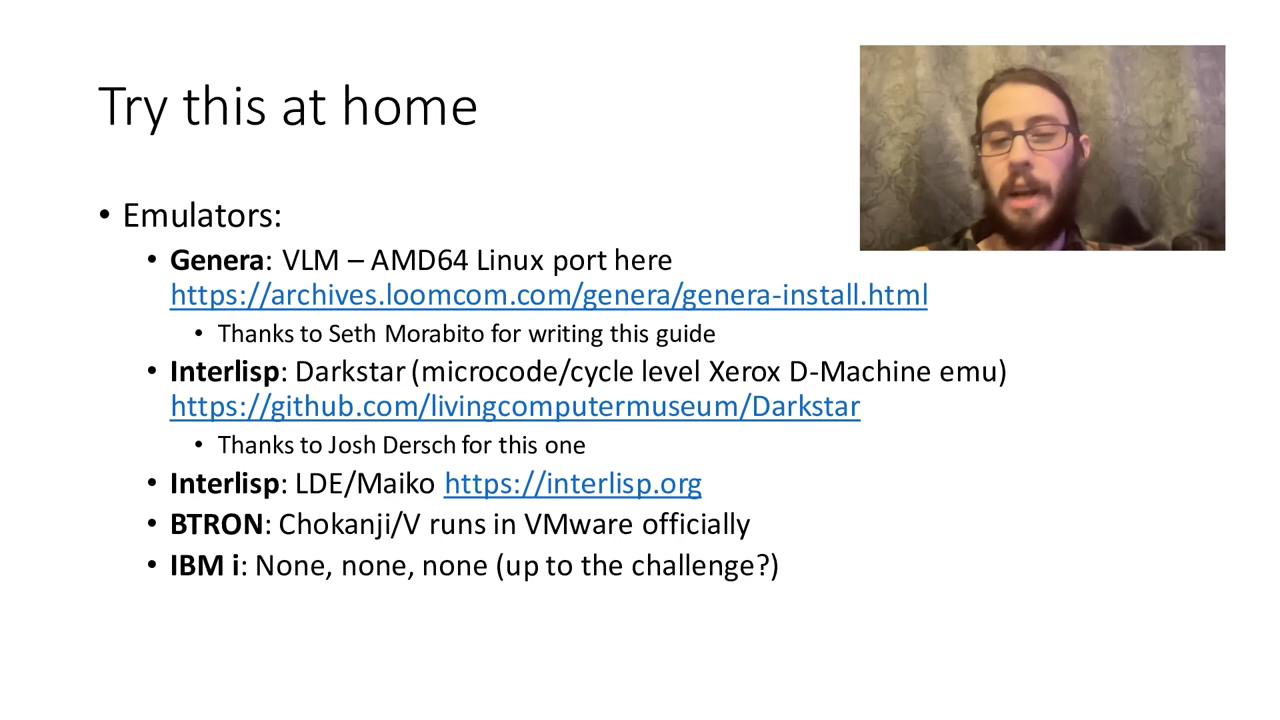 Try this at home
• Emulators:
• Genera: VLM – AMD64 Linux port here
https://archives.loomcom.com/genera/genera-install.html
• Thanks to Seth Morabito for writing this guide
• Interlisp: Darkstar (microcode/cycle level Xerox D-Machine emu)
https://github.com/livingcomputermuseum/Darkstar
• Thanks to Josh Dersch for this one
• Interlisp: LDE/Maiko https://interlisp.org
• BTRON: Chokanji/V runs in VMware officially
• IBM i: None, none, none (up to the challenge?)